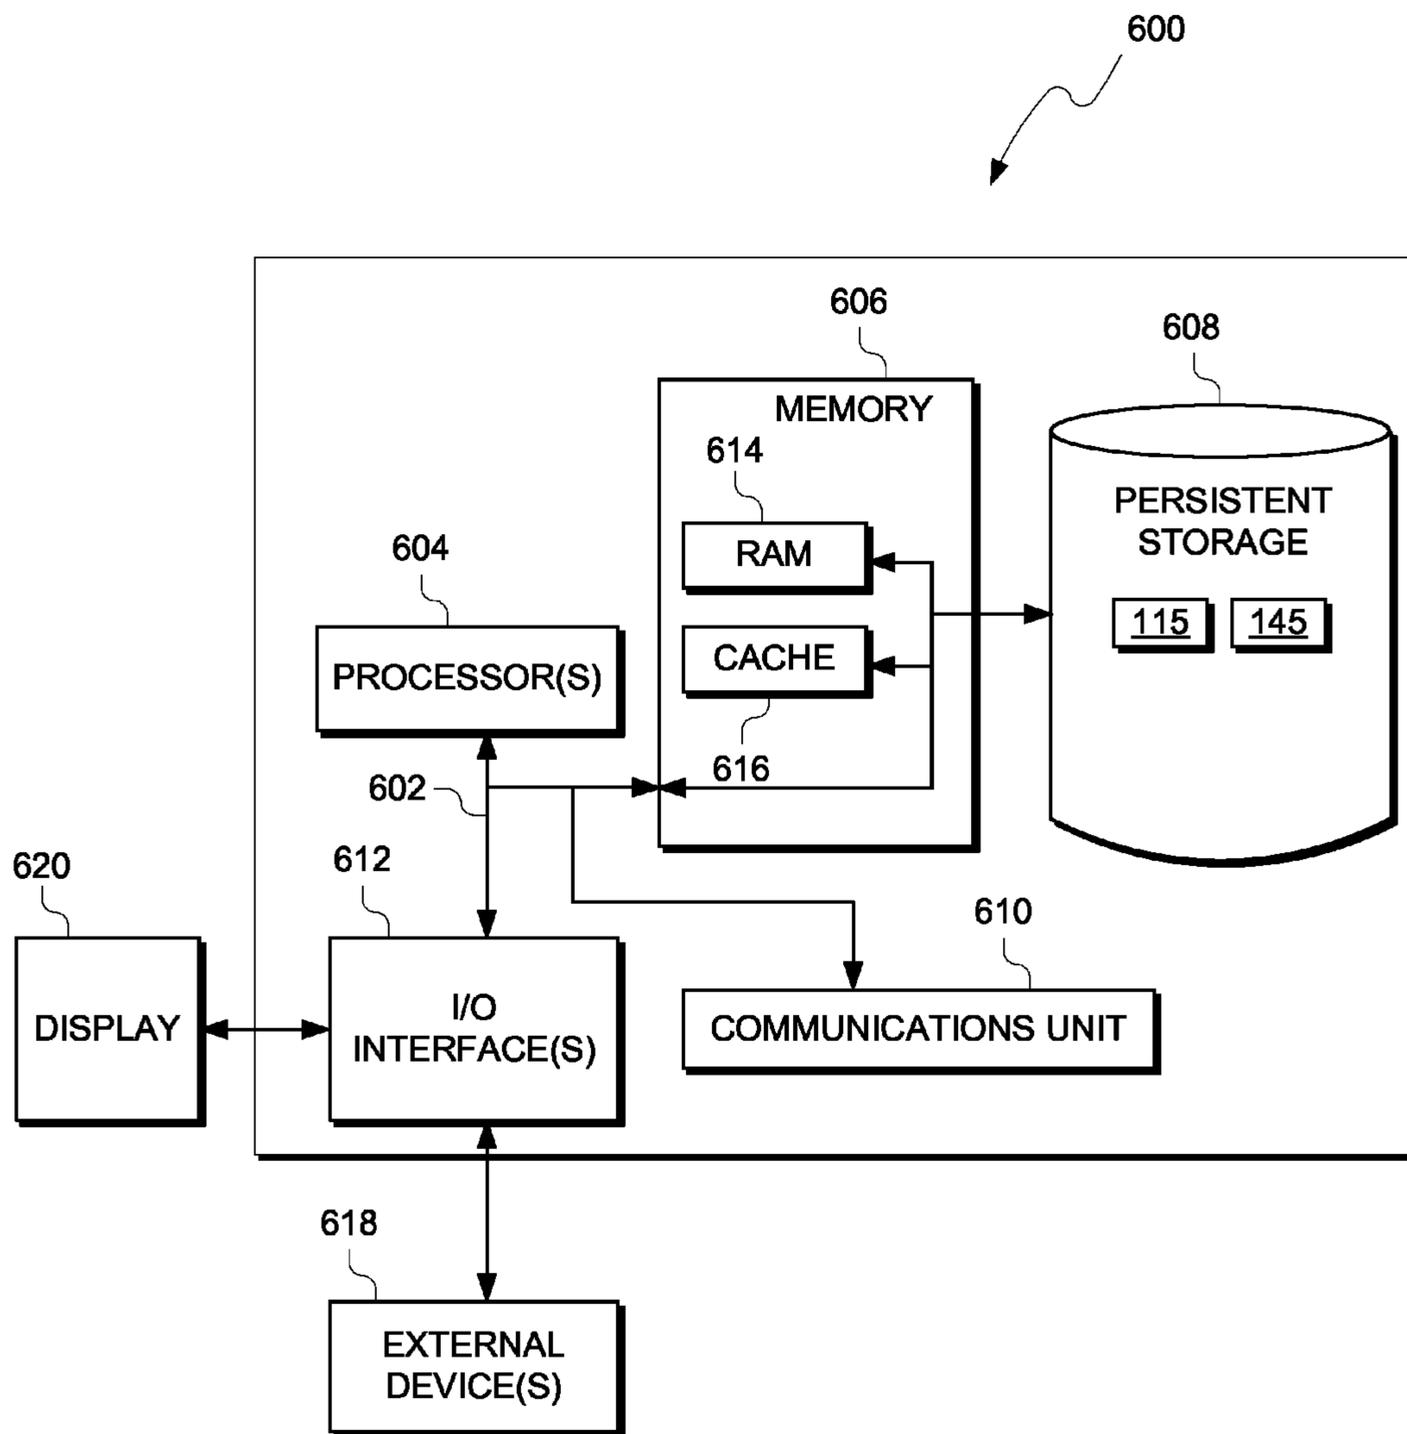 600
606
608
MEMORY
614
PERSISTENT
STORAGE
RAM
604
115 145
CACHE
PROCESSOR(S)
616
602
620
612
610
I/O
INTERFACE(S)
DISPLAY
COMMUNICATIONS UNIT
618
EXTERNAL
DEVICE(S)